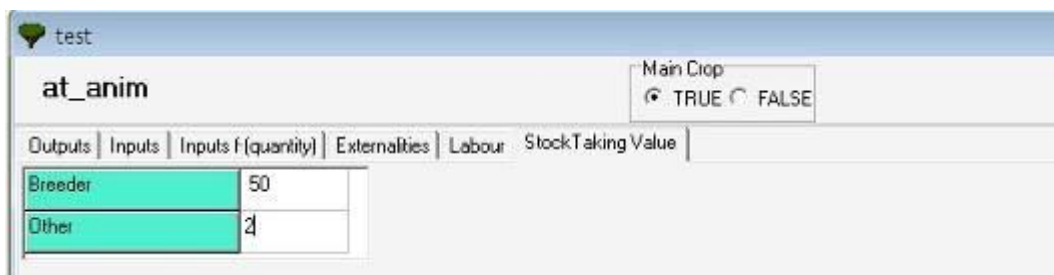 test
at_anim
Main Crop
TRUE FALSE
Outputs Inputs Inputs f (quantity) Externalities Labour StockTaking Value
Breeder 50
Other 2